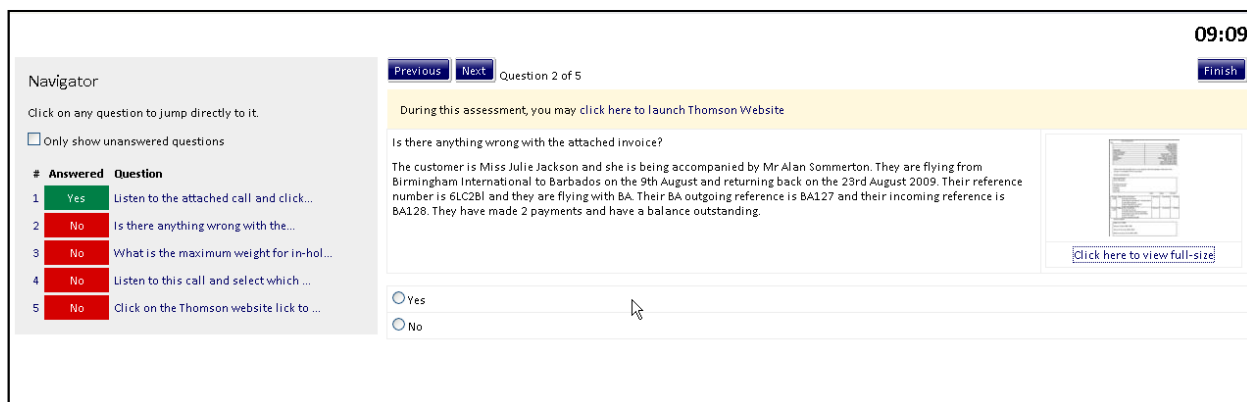 09:09
Navigator
Click on any question to jump directly to it.
Only show unanswered questions
# Answered Question
1 Yes Listen to the attached call and click...
2 No Is there anything wrong with the...
3 No What is the maximum weight for in-hol...
4 No Listen to this call and select which ...
5 No Click on the Thomson website lick to ...
Previous Next Question 2 of 5 Finish
During this assessment, you may click here to launch Thomson Website
Is there anything wrong with the attached invoice?
The customer is Miss Julie Jackson and she is being accompanied by Mr Alan Sommerton. They are flying from
Birmingham International to Barbados on the 9th August and returning back on the 23rd August 2009. Their reference
number is 6LC2Bl and they are flying with BA. Their BA outgoing reference is BA127 and their incoming reference is
BA128. They have made 2 payments and have a balance outstanding.
Click here to view full-size
Yes
No